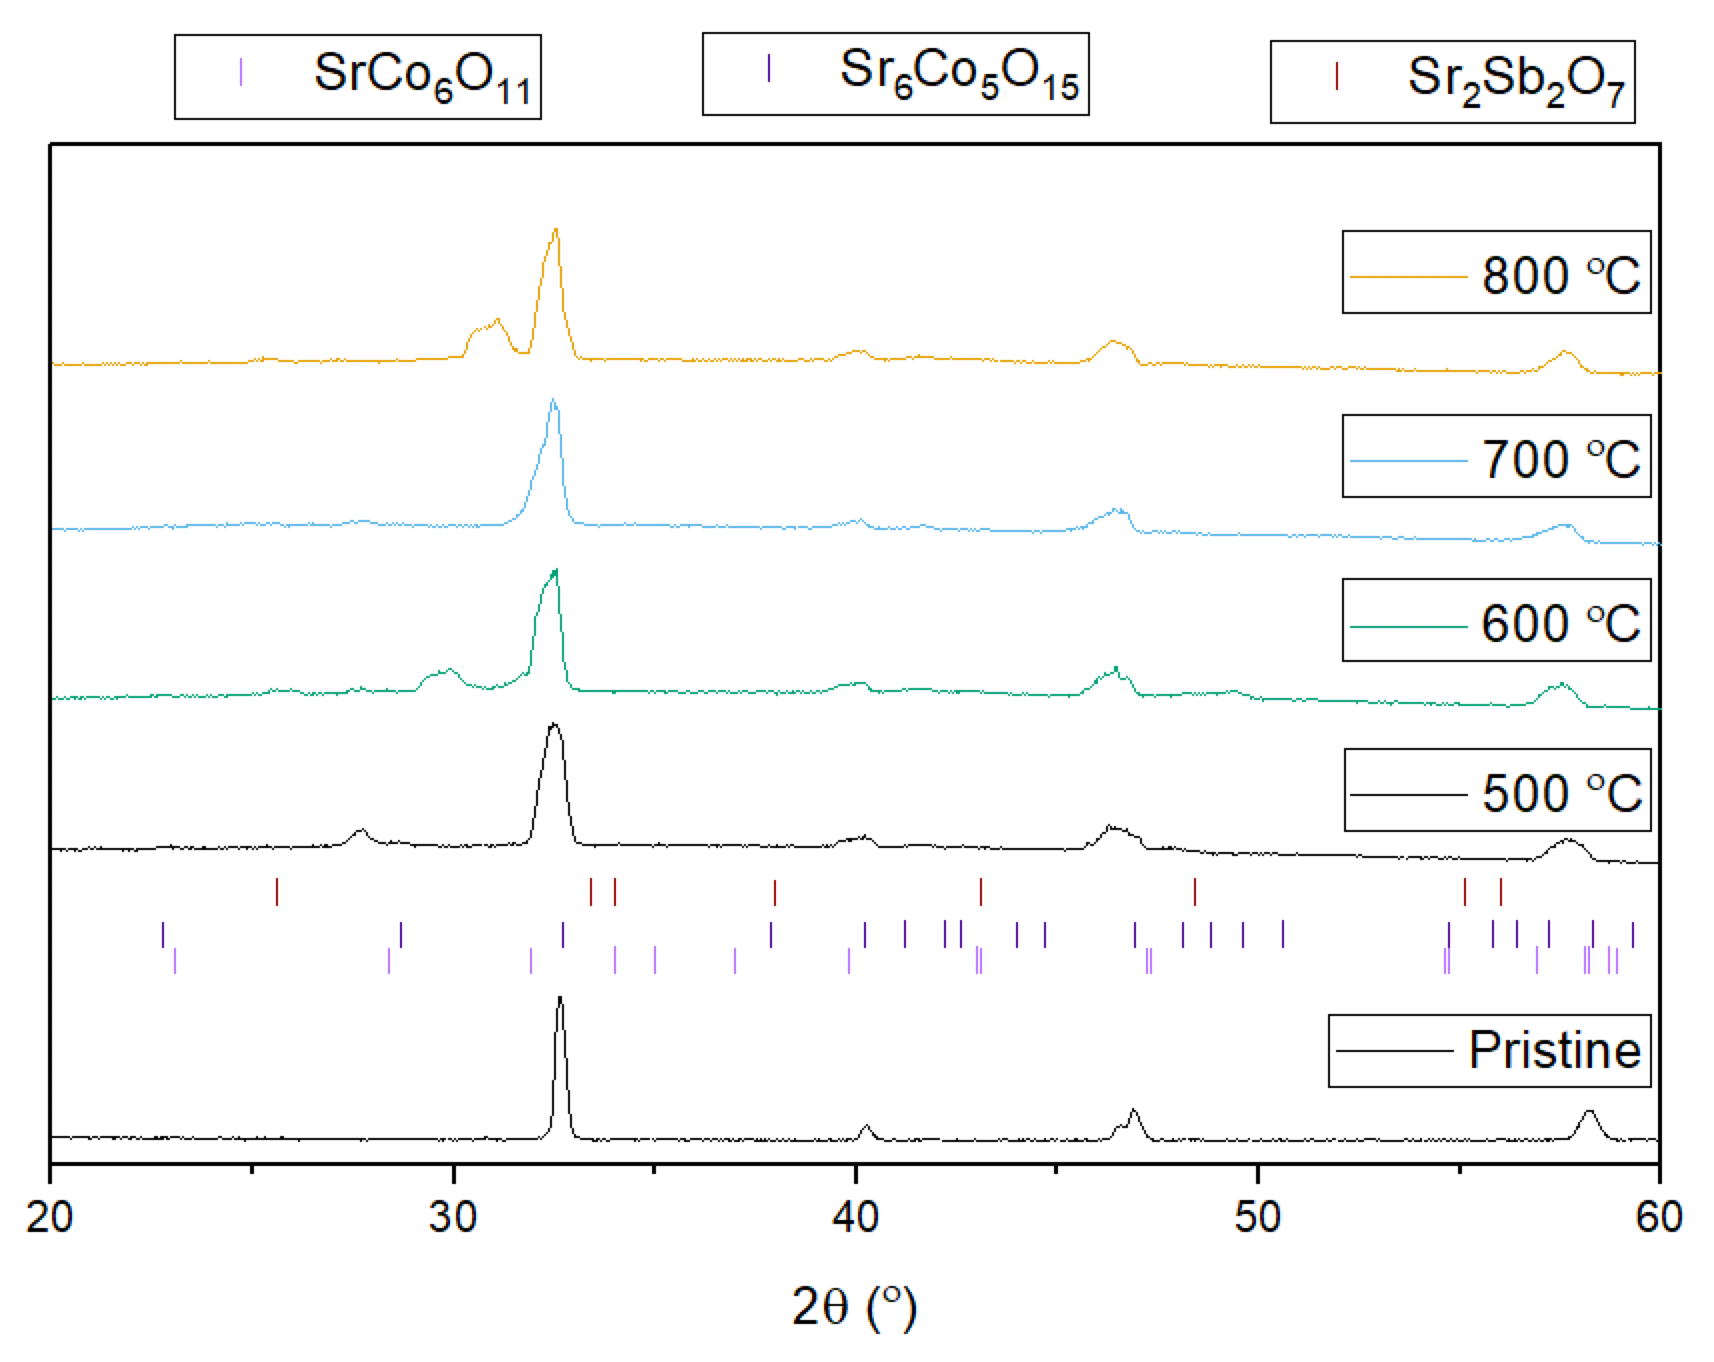 SrCo₆O₁₁ Sr₆Co₅O₁₅ Sr₂Sb₂O₇
800 °C
700 °C
600 °C
500 °C
Pristine
20 30 40 50 60
2θ (°)